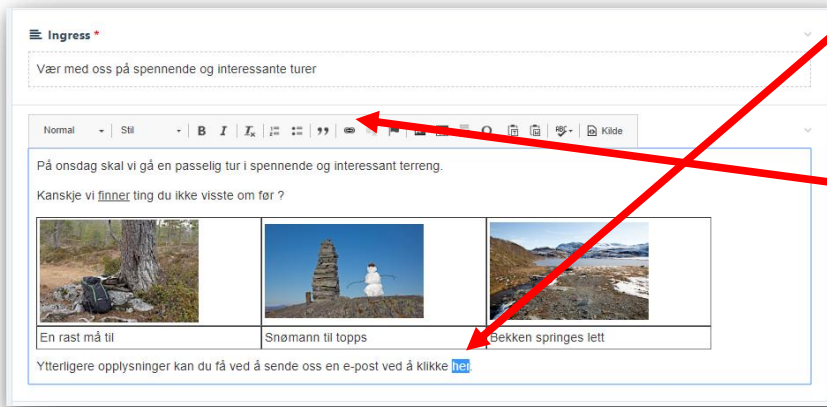 Ingress *
Vær med oss på spennende og interessante turer
Normal Stil B I Tx Kilde
På onsdag skal vi gå en passelig tur i spennende og interessant terreng.
Kanskje vi finner ting du ikke visste om før ?
En rast må til Snømann til topps Bekken springes lett
Ytterligere opplysninger kan du få ved å sende oss en e-post ved å klikke her.